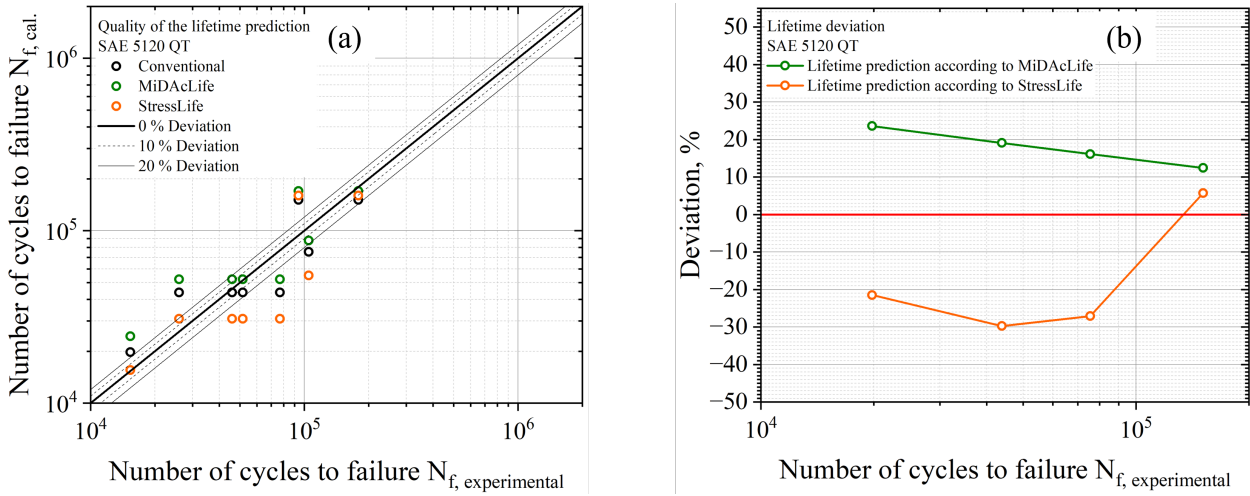 Quality of the lifetime prediction
SAE 5120 QT
Conventional
MiDAcLife
StressLife
0 % Deviation
10 % Deviation
20 % Deviation
(a)
Number of cycles to failure N_f, cal.
10^6
10^5
10^4
10^4
10^5
10^6
Number of cycles to failure N_f, experimental
Lifetime deviation
SAE 5120 QT
Lifetime prediction according to MiDAcLife
Lifetime prediction according to StressLife
(b)
Deviation, %
50
40
30
20
10
0
−10
−20
−30
−40
−50
10^4
10^5
Number of cycles to failure N_f, experimental